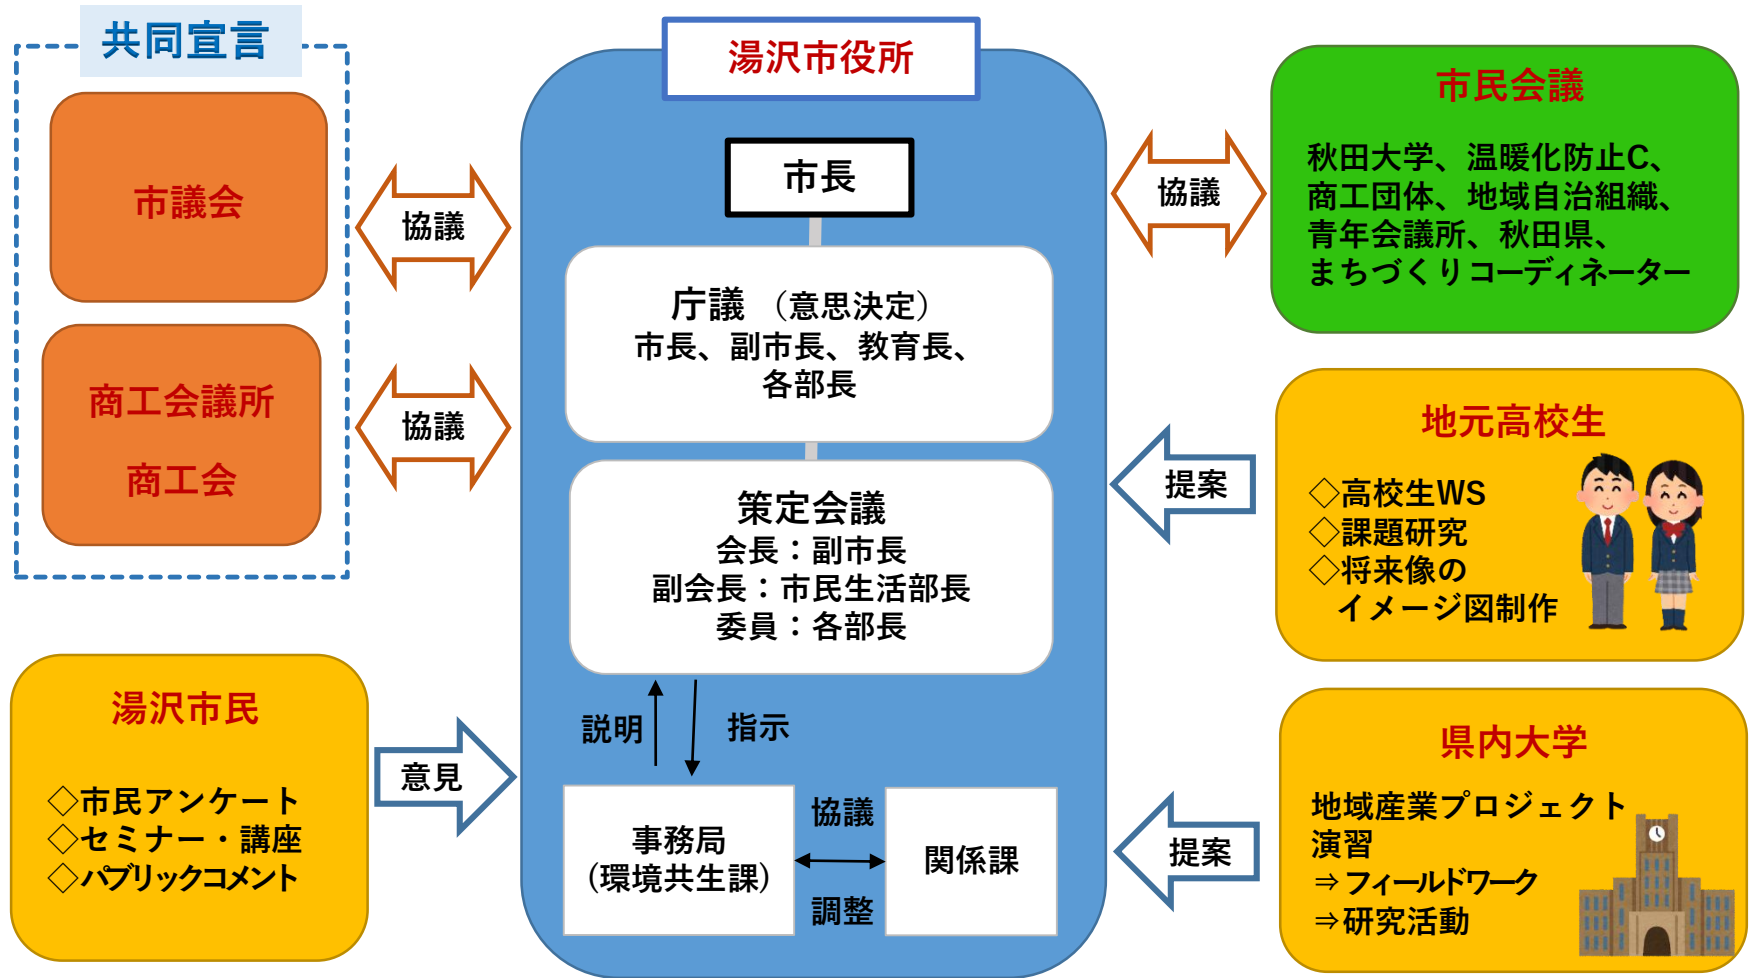 共同宣言
市議会
商工会議所
商工会
協議
協議
湯沢市民
◇市民アンケート
◇セミナー・講座
◇パブリックコメント
意見
湯沢市役所
市長
庁議 （意思決定）
市長、副市長、教育長、
各部長
策定会議
会長：副市長
副会長：市民生活部長
委員：各部長
説明
指示
事務局
(環境共生課)
協議
調整
関係課
協議
市民会議
秋田大学、温暖化防止C、
商工団体、地域自治組織、
青年会議所、秋田県、
まちづくりコーディネーター
提案
地元高校生
◇高校生WS
◇課題研究
◇将来像の
イメージ図制作
提案
県内大学
地域産業プロジェクト
演習
⇒フィールドワーク
⇒研究活動